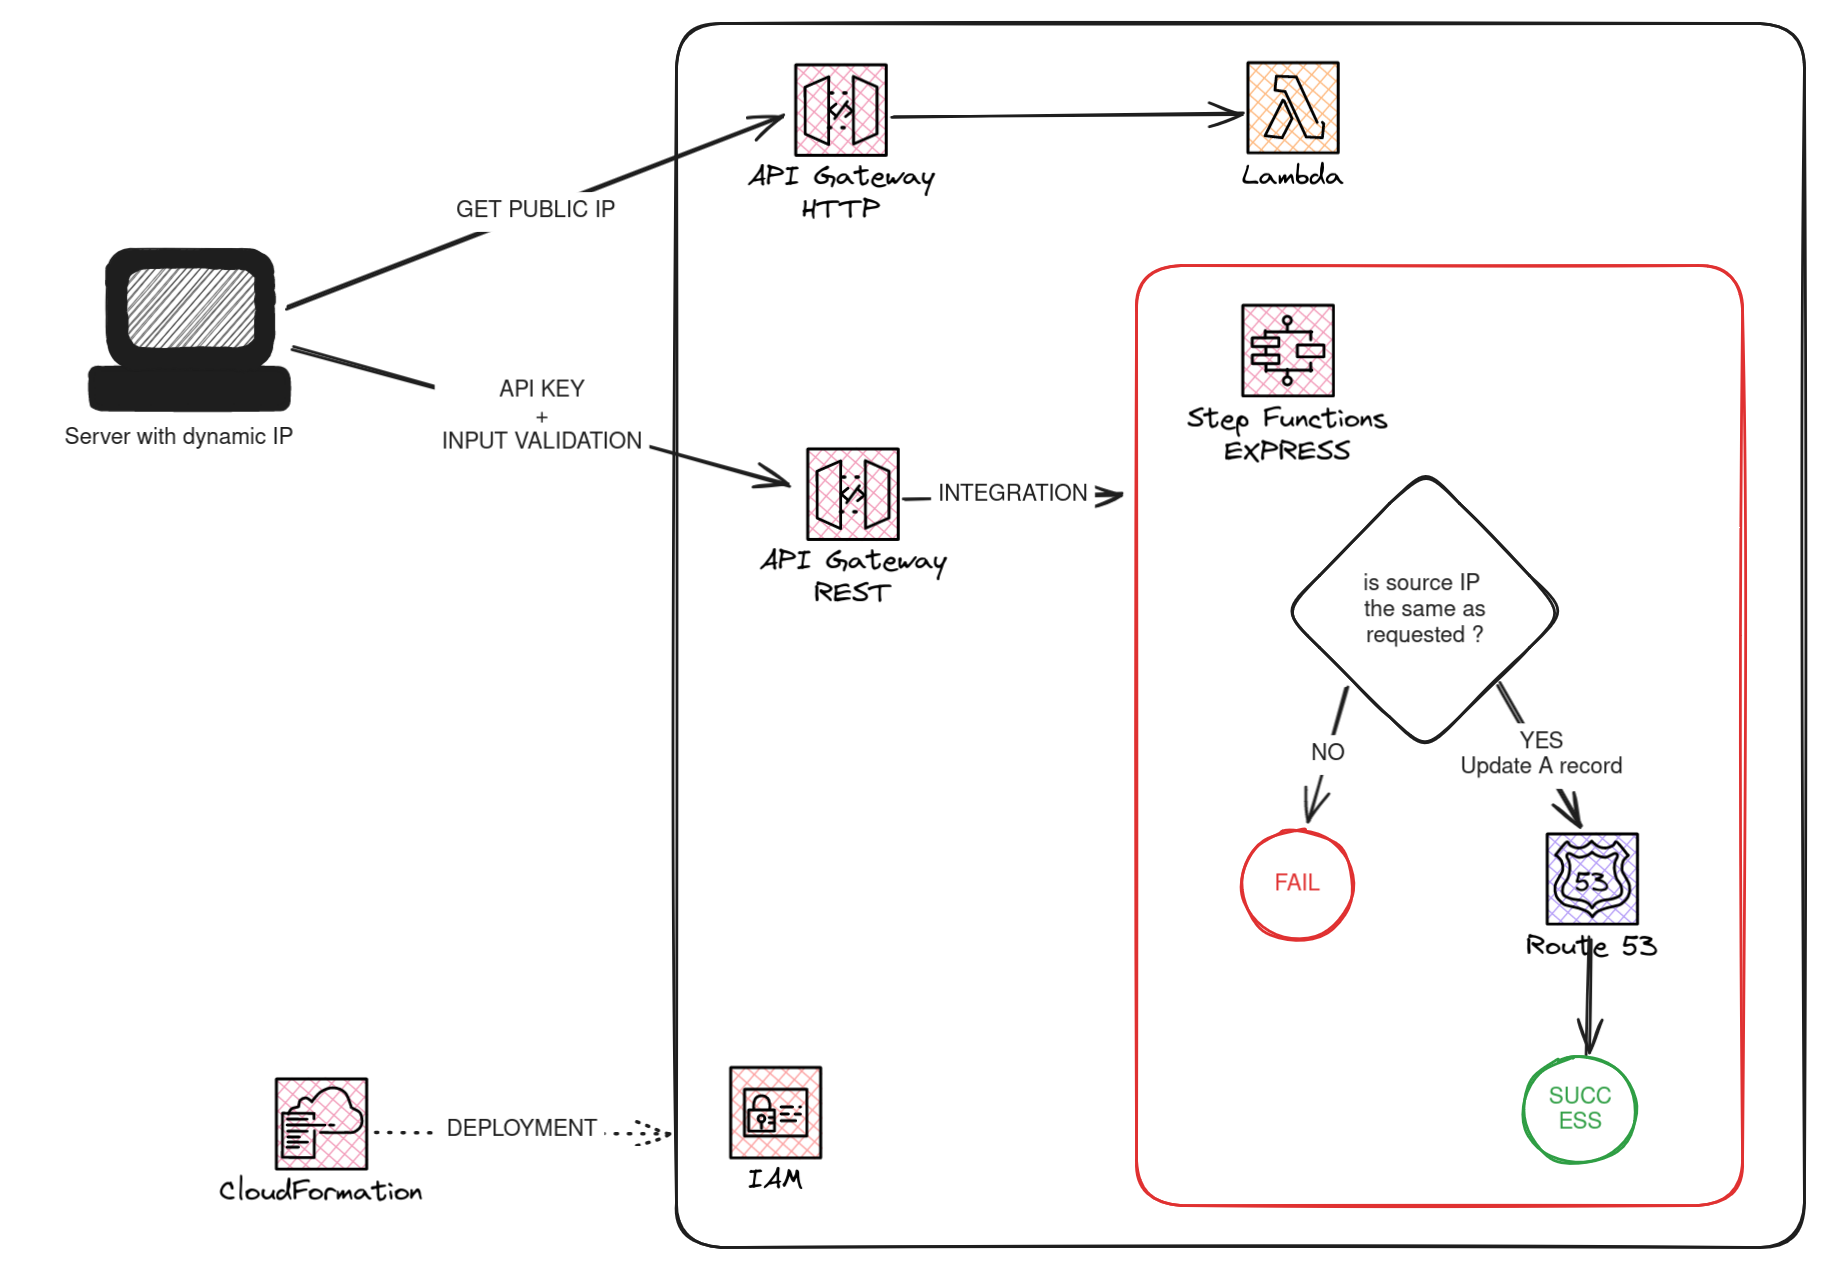 API Gateway
HTTP
Lambda
GET PUBLIC IP
Server with dynamic IP
API KEY
+
INPUT VALIDATION
API Gateway
REST
INTEGRATION
Step Functions
EXPRESS
is source IP
the same as
requested ?
NO
YES
Update A record
FAIL
53
Route 53
SUCC
ESS
CloudFormation
DEPLOYMENT
IAM